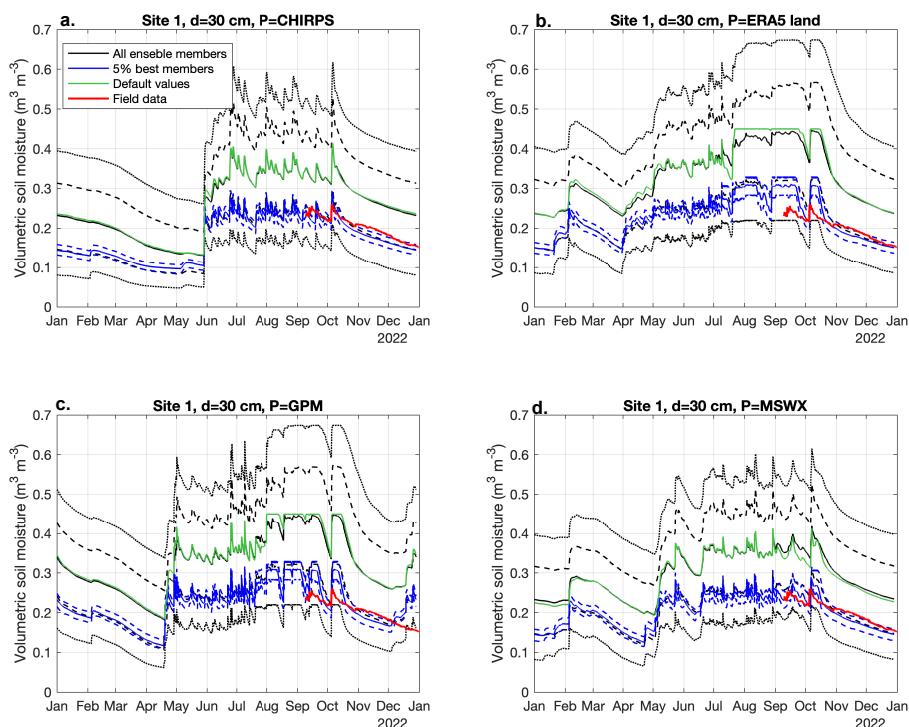 a.
Site 1, d=30 cm, P=CHIRPS
Volumetric soil moisture (m³ m⁻³)
0.7
0.6
0.5
0.4
0.3
0.2
0.1
0
All enseble members
5% best members
Default values
Field data
Jan Feb Mar Apr May Jun Jul Aug Sep Oct Nov Dec Jan
2022
b.
Site 1, d=30 cm, P=ERA5 land
Volumetric soil moisture (m³ m⁻³)
0.7
0.6
0.5
0.4
0.3
0.2
0.1
0
Jan Feb Mar Apr May Jun Jul Aug Sep Oct Nov Dec Jan
2022
c.
Site 1, d=30 cm, P=GPM
Volumetric soil moisture (m³ m⁻³)
0.7
0.6
0.5
0.4
0.3
0.2
0.1
0
Jan Feb Mar Apr May Jun Jul Aug Sep Oct Nov Dec Jan
2022
d.
Site 1, d=30 cm, P=MSWX
Volumetric soil moisture (m³ m⁻³)
0.7
0.6
0.5
0.4
0.3
0.2
0.1
0
Jan Feb Mar Apr May Jun Jul Aug Sep Oct Nov Dec Jan
2022